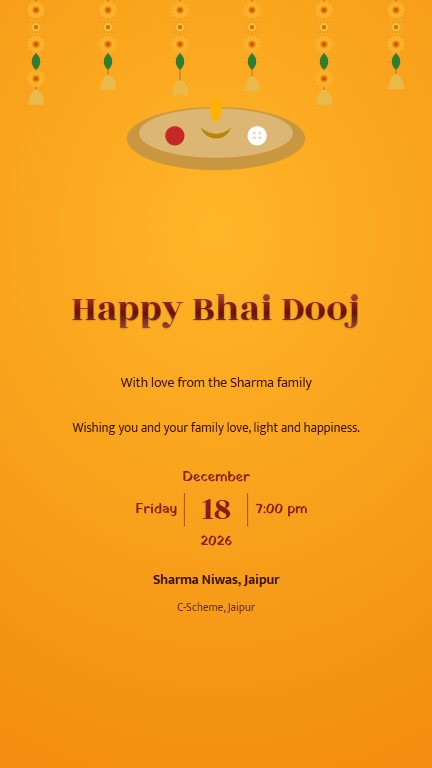 Happy Bhai Dooj
With love from the Sharma family
Wishing you and your family love, light and happiness.
December
Friday 18 7:00 pm
2026
Sharma Niwas, Jaipur
C-Scheme, Jaipur